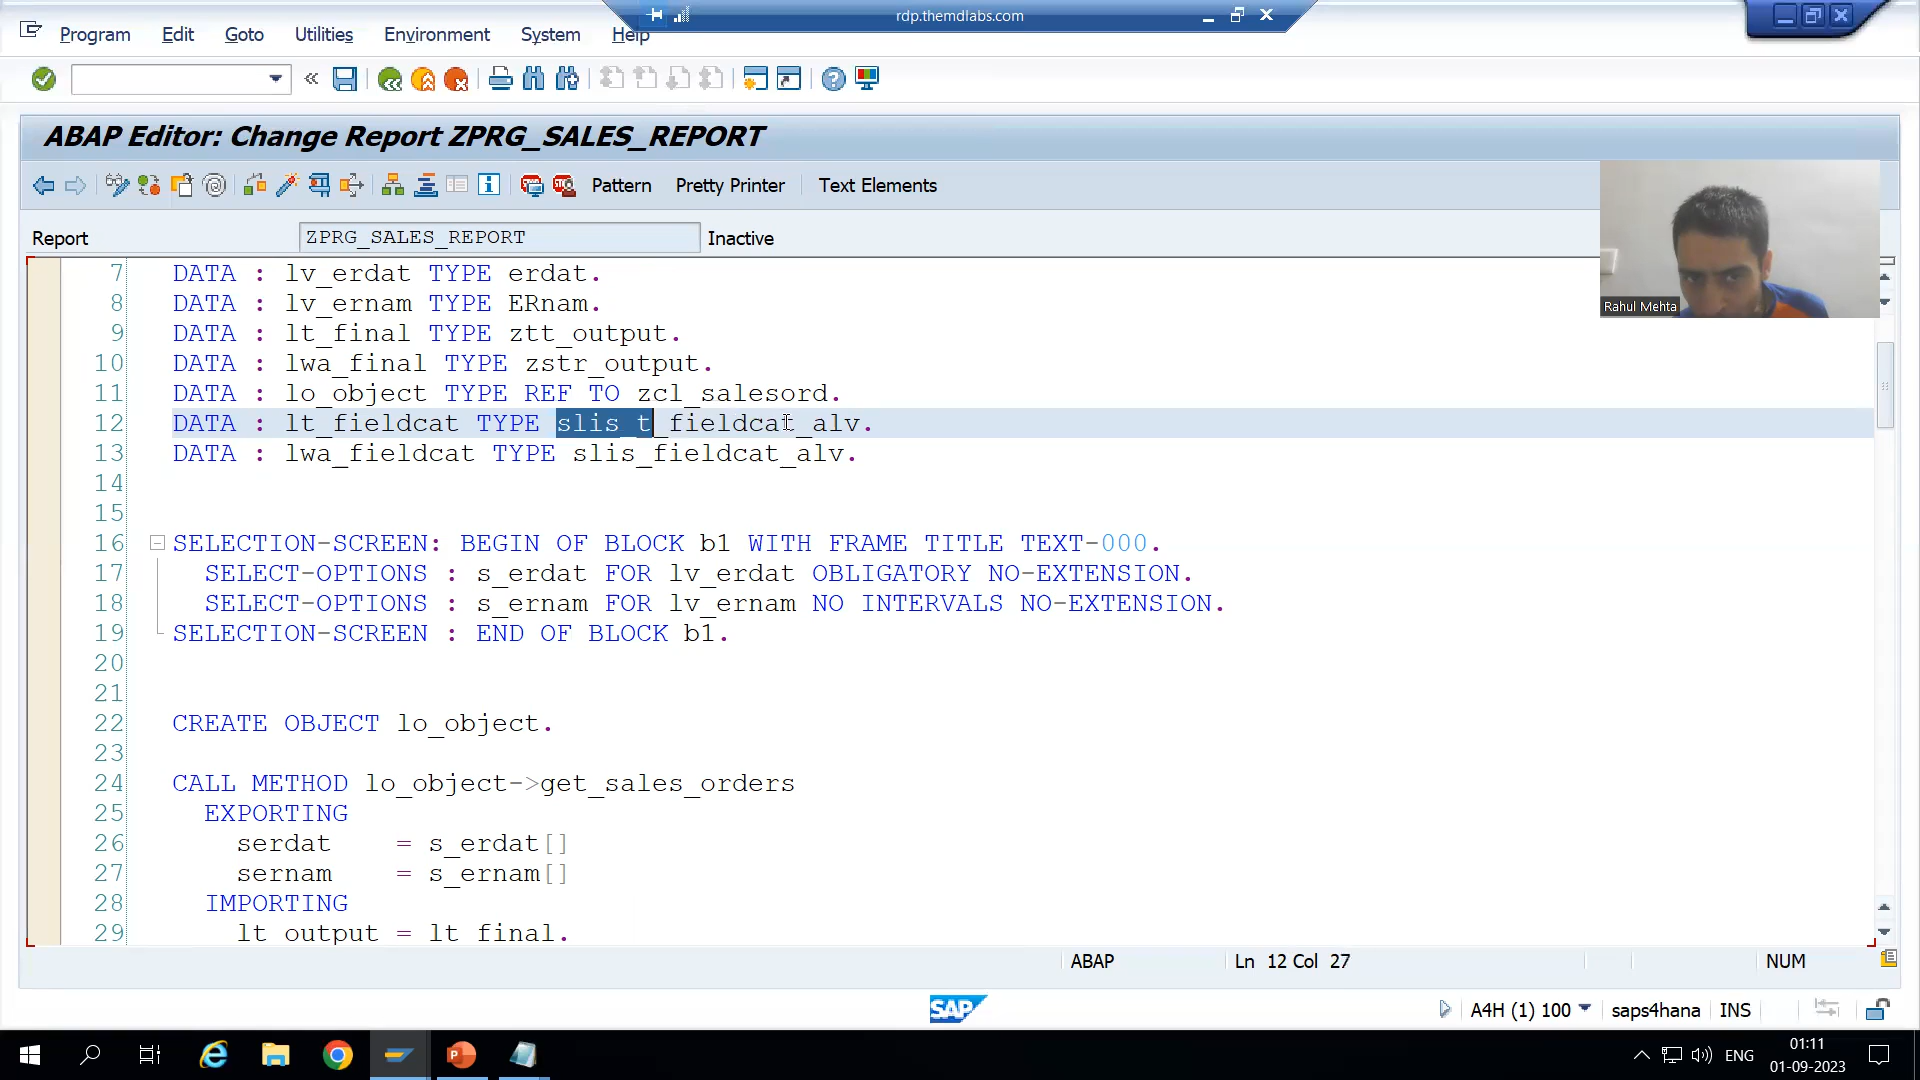 rdp.themdlabs.com
Program Edit Goto Utilities Environment System Help
ABAP Editor: Change Report ZPRG_SALES_REPORT
Pattern Pretty Printer Text Elements
Report ZPRG_SALES_REPORT Inactive
Rahul Mehta
7 DATA : lv_erdat TYPE erdat.
8 DATA : lv_ernam TYPE ERnam.
9 DATA : lt_final TYPE ztt_output.
10 DATA : lwa_final TYPE zstr_output.
11 DATA : lo_object TYPE REF TO zcl_salesord.
12 DATA : lt_fieldcat TYPE slis_t_fieldcat_alv.
13 DATA : lwa_fieldcat TYPE slis_fieldcat_alv.
14
15
16 SELECTION-SCREEN: BEGIN OF BLOCK b1 WITH FRAME TITLE TEXT-000.
17 SELECT-OPTIONS : s_erdat FOR lv_erdat OBLIGATORY NO-EXTENSION.
18 SELECT-OPTIONS : s_ernam FOR lv_ernam NO INTERVALS NO-EXTENSION.
19 SELECTION-SCREEN : END OF BLOCK b1.
20
21
22 CREATE OBJECT lo_object.
23
24 CALL METHOD lo_object->get_sales_orders
25 EXPORTING
26 serdat = s_erdat[]
27 sernam = s_ernam[]
28 IMPORTING
29 lt_output = lt_final.
ABAP Ln 12 Col 27 NUM
SAP A4H (1) 100 saps4hana INS
ENG 01:11
01-09-2023